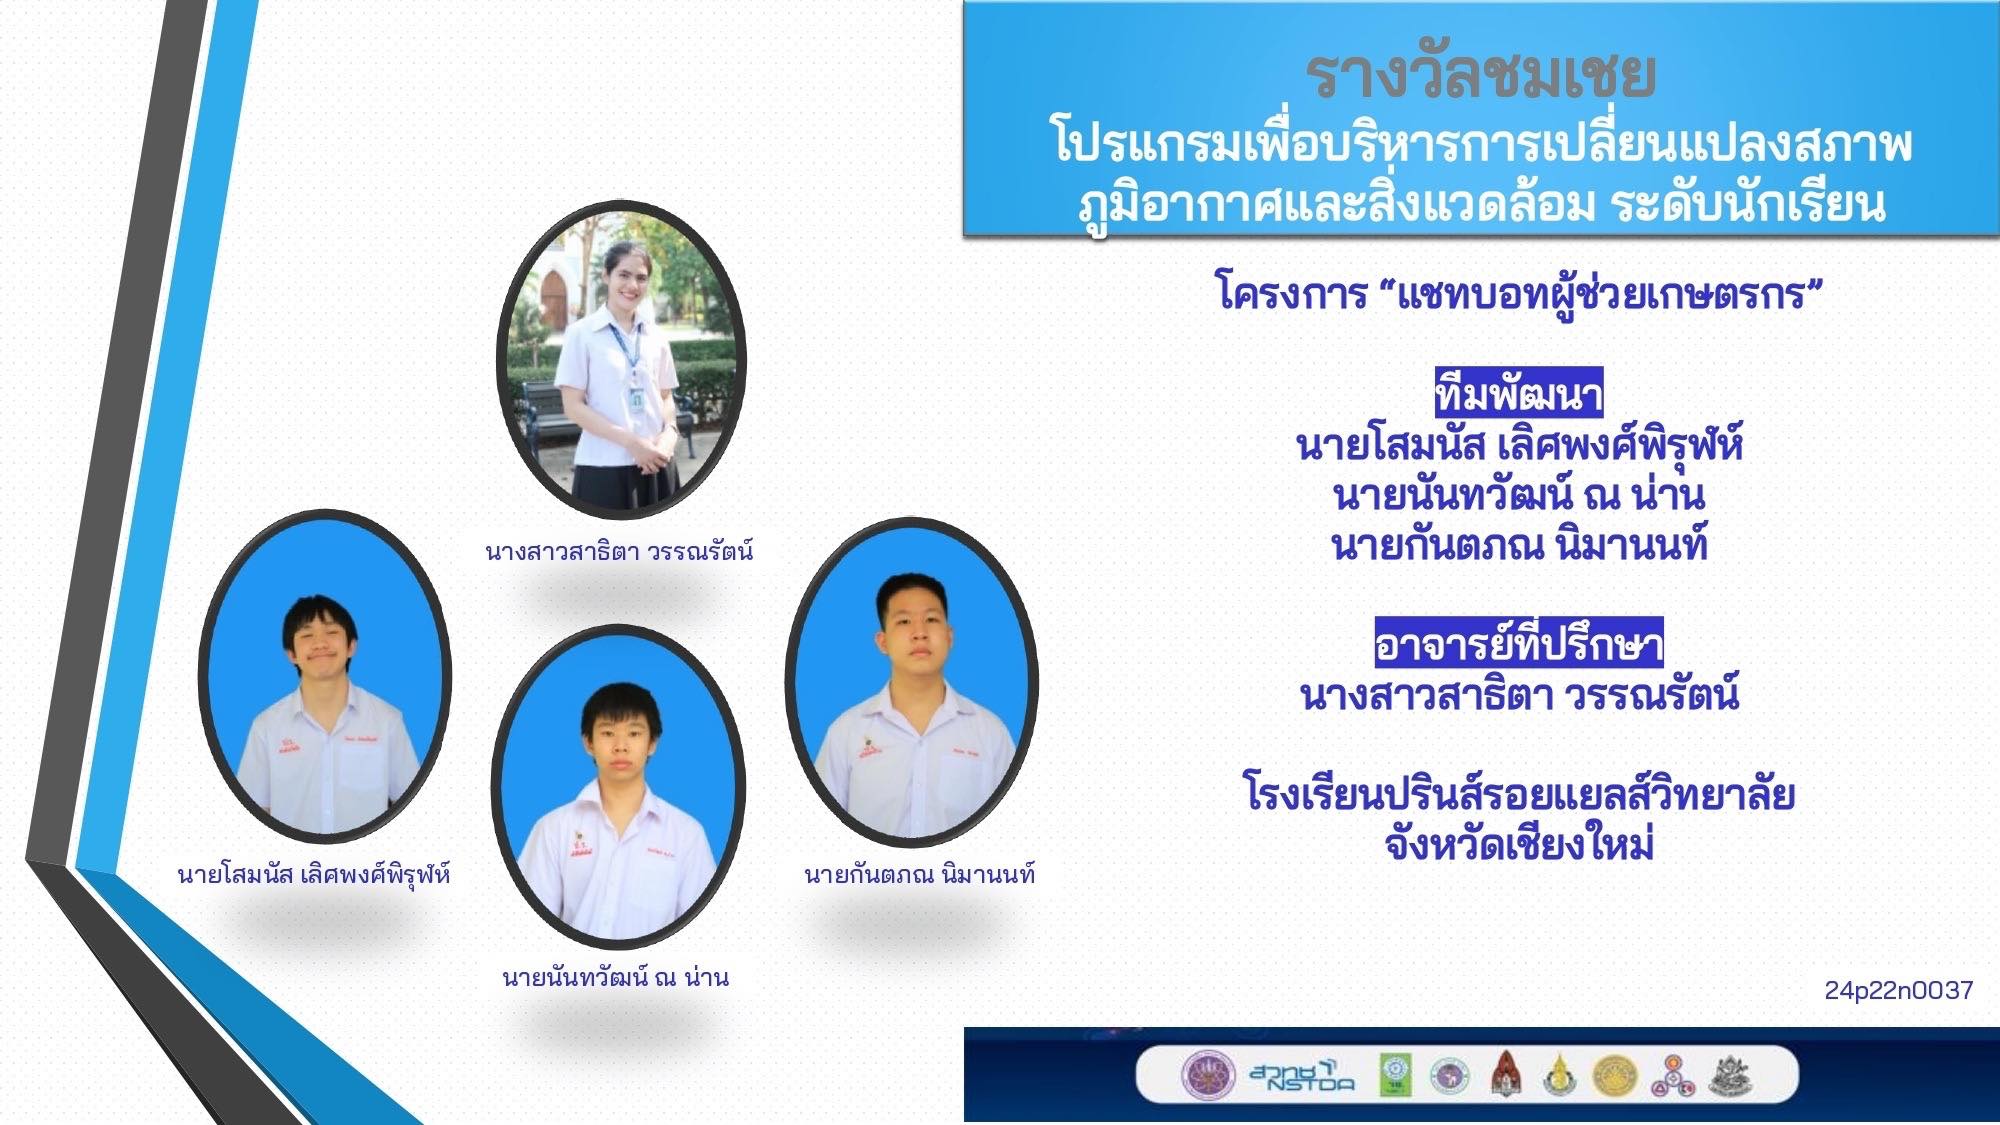 รางวัลชมเชย
โปรแกรมเพื่อบริหารการเปลี่ยนแปลงสภาพ
ภูมิอากาศและสิ่งแวดล้อม ระดับนักเรียน
โครงการ “แชทบอทผู้ช่วยเกษตรกร”
ทีมพัฒนา
นายโสมนัส เลิศพงศ์พิรุฬห์
นายนันทวัฒน์ ณ น่าน
นายกันตภณ นิมานนท์
อาจารย์ที่ปรึกษา
นางสาวสาธิตา วรรณรัตน์
โรงเรียนปรินส์รอยแยลส์วิทยาลัย
จังหวัดเชียงใหม่
นางสาวสาธิตา วรรณรัตน์
นายโสมนัส เลิศพงศ์พิรุฬห์
นายกันตภณ นิมานนท์
นายนันทวัฒน์ ณ น่าน
24p22n0037
สวทช
NSTDA